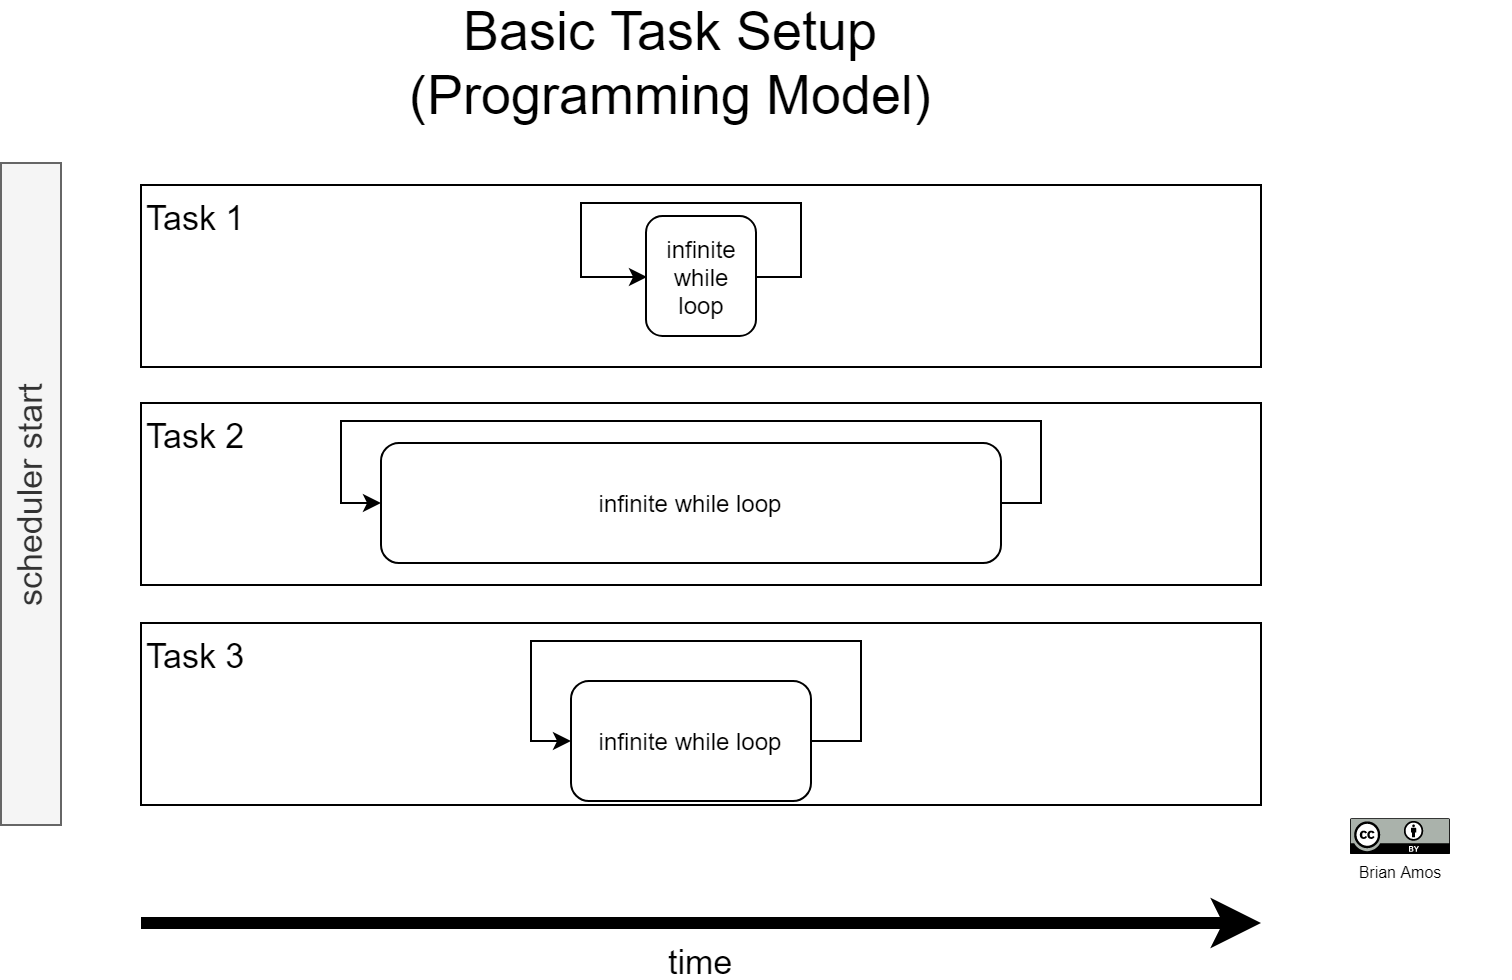 Basic Task Setup
(Programming Model)
scheduler start
Task 1
infinite
while
loop
Task 2
infinite while loop
Task 3
infinite while loop
cc
BY
Brian Amos
time